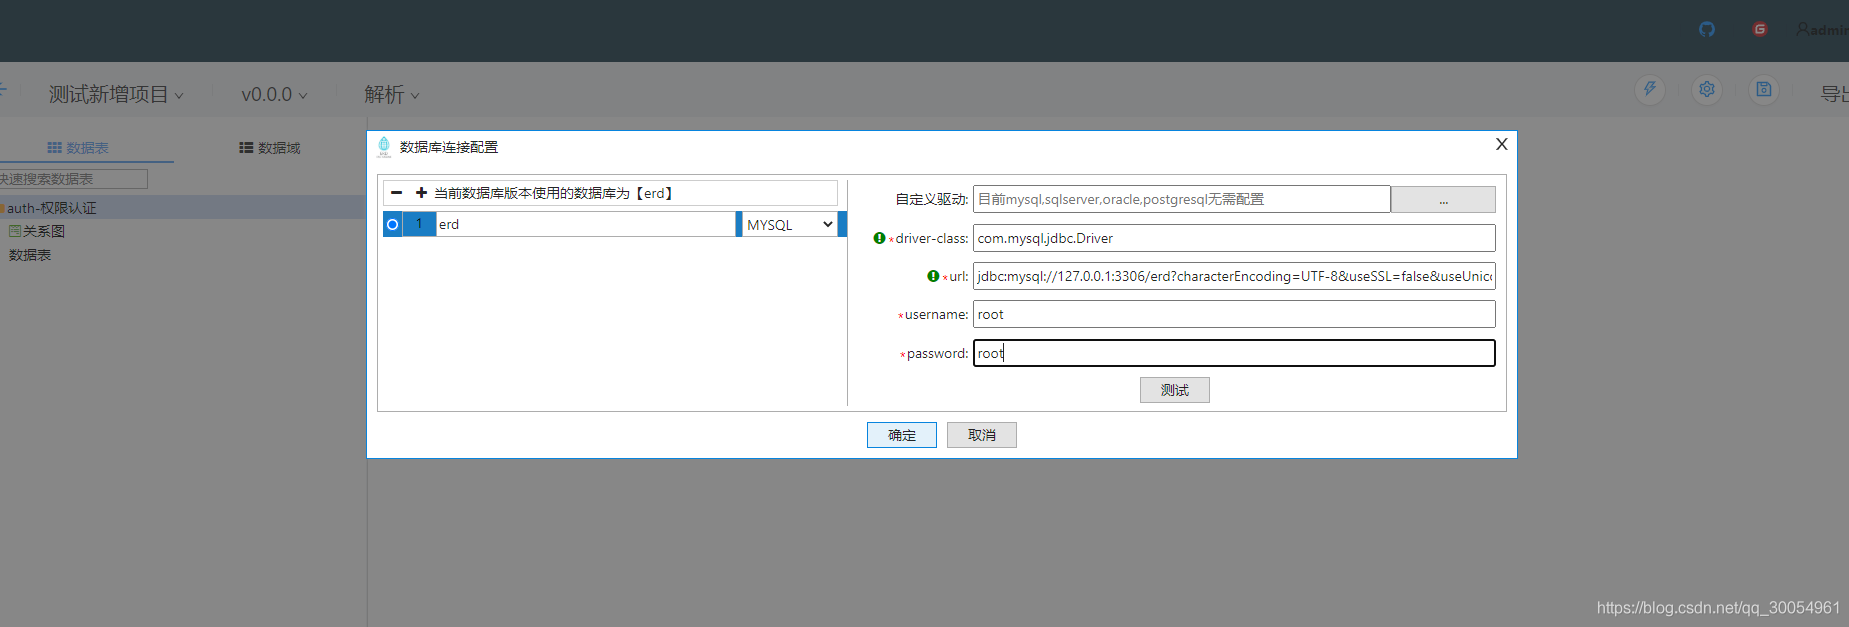 admin
测试新增项目 v0.0.0 解析 导出
数据表 数据域
快速搜索数据表
auth-权限认证
关系图
数据表
数据库连接配置 X
当前数据库版本使用的数据库为【erd】
1 erd MYSQL
自定义驱动: 目前mysql,sqlserver,oracle,postgresql无需配置 ...
*driver-class: com.mysql.jdbc.Driver
*url: jdbc:mysql://127.0.0.1:3306/erd?characterEncoding=UTF-8&useSSL=false&useUnico
*username: root
*password: root
测试
确定 取消
https://blog.csdn.net/qq_30054961